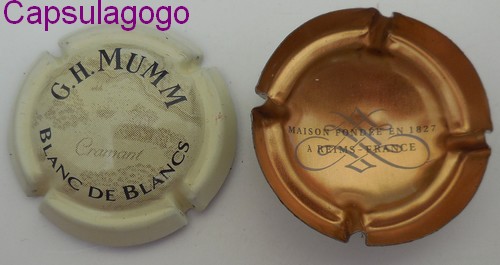 Capsulagogo
G.H. MUMM
Cramant
BLANC DE BLANCS
MAISON FONDÉE EN 1827
À REIMS - FRANCE